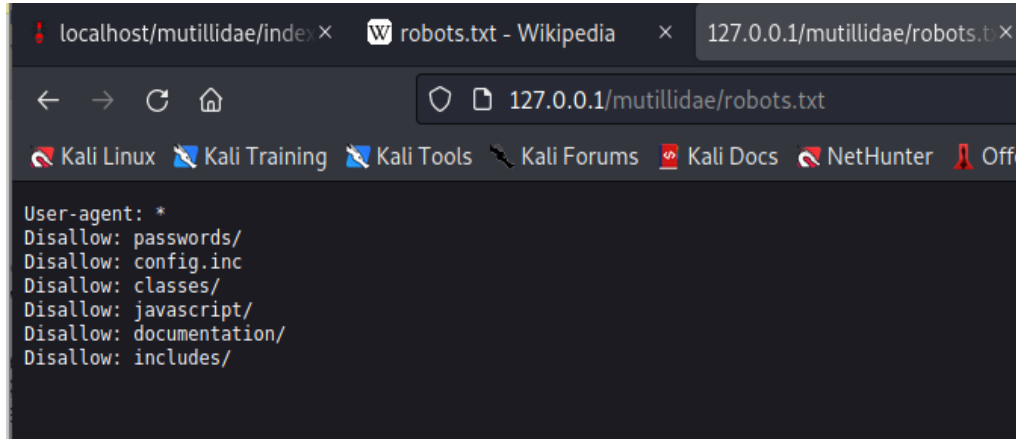 localhost/mutillidae/index
robots.txt - Wikipedia
127.0.0.1/mutillidae/robots.t
127.0.0.1/mutillidae/robots.txt
Kali Linux Kali Training Kali Tools Kali Forums Kali Docs NetHunter Off
User-agent: *
Disallow: passwords/
Disallow: config.inc
Disallow: classes/
Disallow: javascript/
Disallow: documentation/
Disallow: includes/